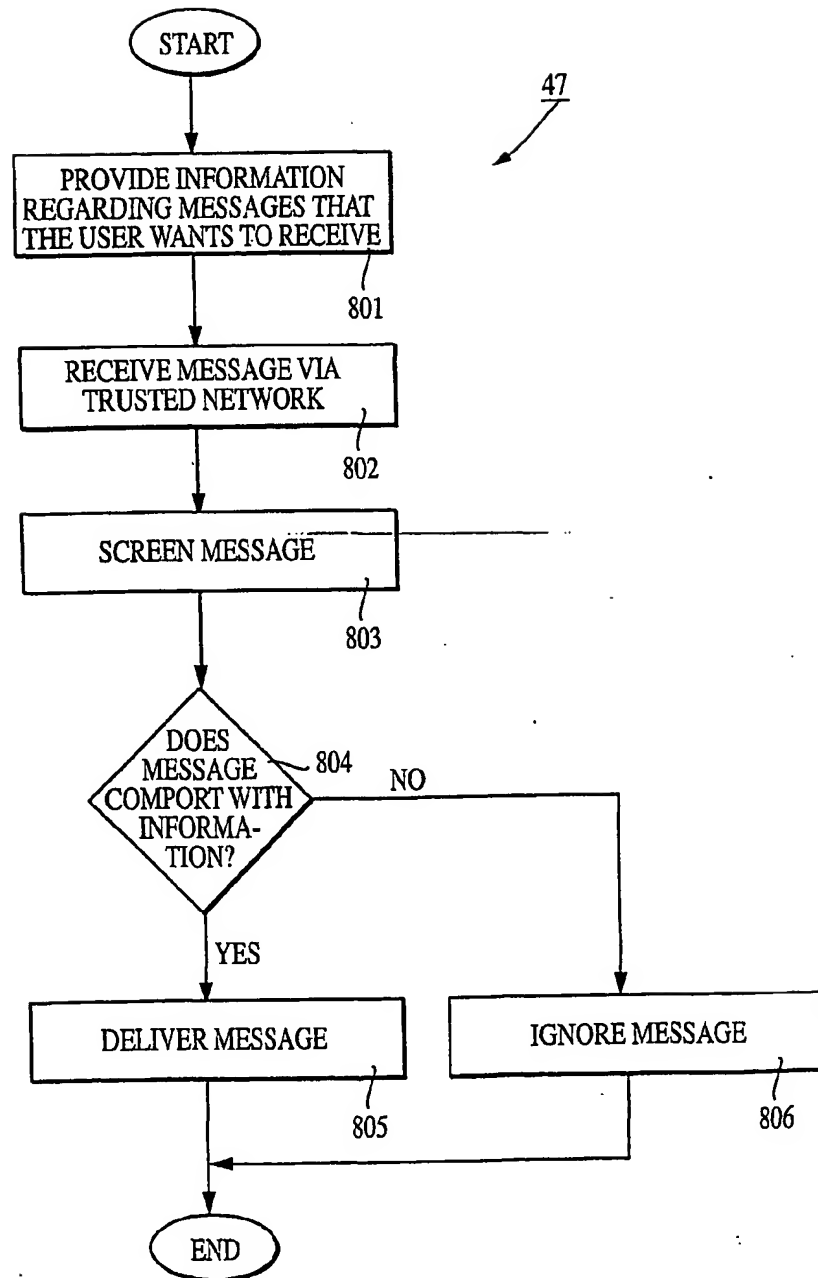 START
47
PROVIDE INFORMATION
REGARDING MESSAGES THAT
THE USER WANTS TO RECEIVE
801
RECEIVE MESSAGE VIA
TRUSTED NETWORK
802
SCREEN MESSAGE
803
DOES
MESSAGE
COMPORT WITH
INFORMA-
TION?
804
NO
YES
DELIVER MESSAGE
805
IGNORE MESSAGE
806
END